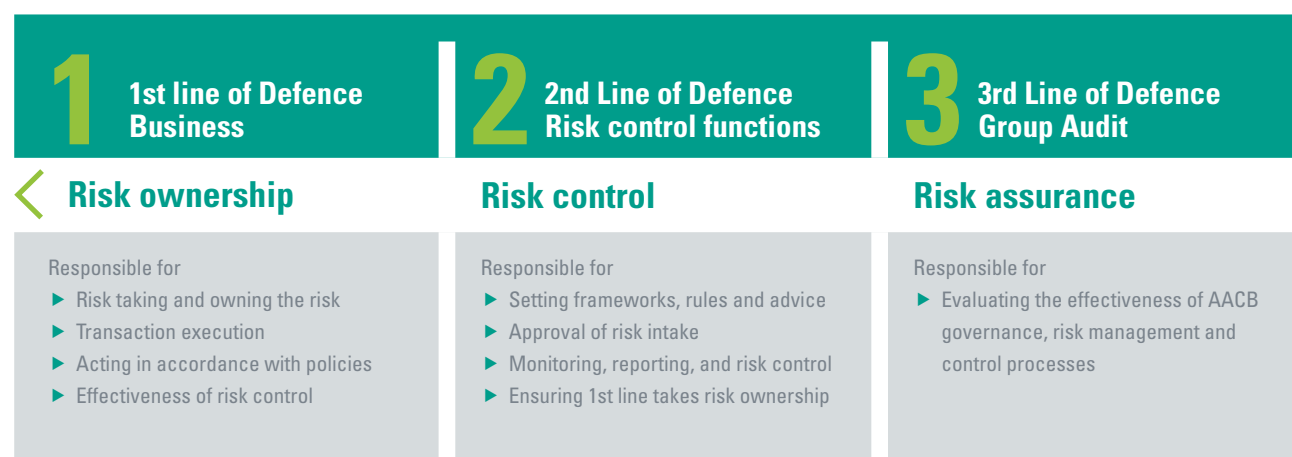 1
1st line of Defence
Business
Risk ownership
Responsible for
Risk taking and owning the risk
Transaction execution
Acting in accordance with policies
Effectiveness of risk control
2
2nd Line of Defence
Risk control functions
Risk control
Responsible for
Setting frameworks, rules and advice
Approval of risk intake
Monitoring, reporting, and risk control
Ensuring 1st line takes risk ownership
3
3rd Line of Defence
Group Audit
Risk assurance
Responsible for
Evaluating the effectiveness of AACB
governance, risk management and
control processes